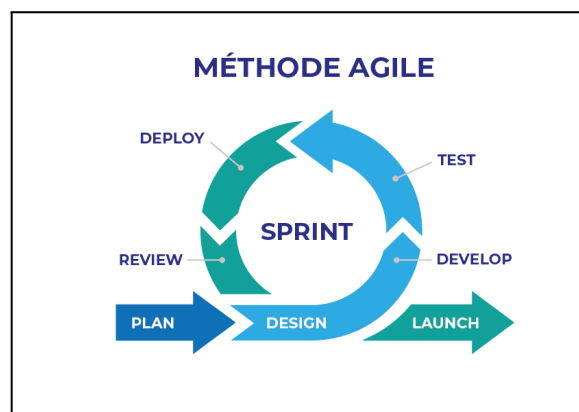 MÉTHODE AGILE
DEPLOY
TEST
SPRINT
REVIEW
DEVELOP
PLAN
DESIGN
LAUNCH